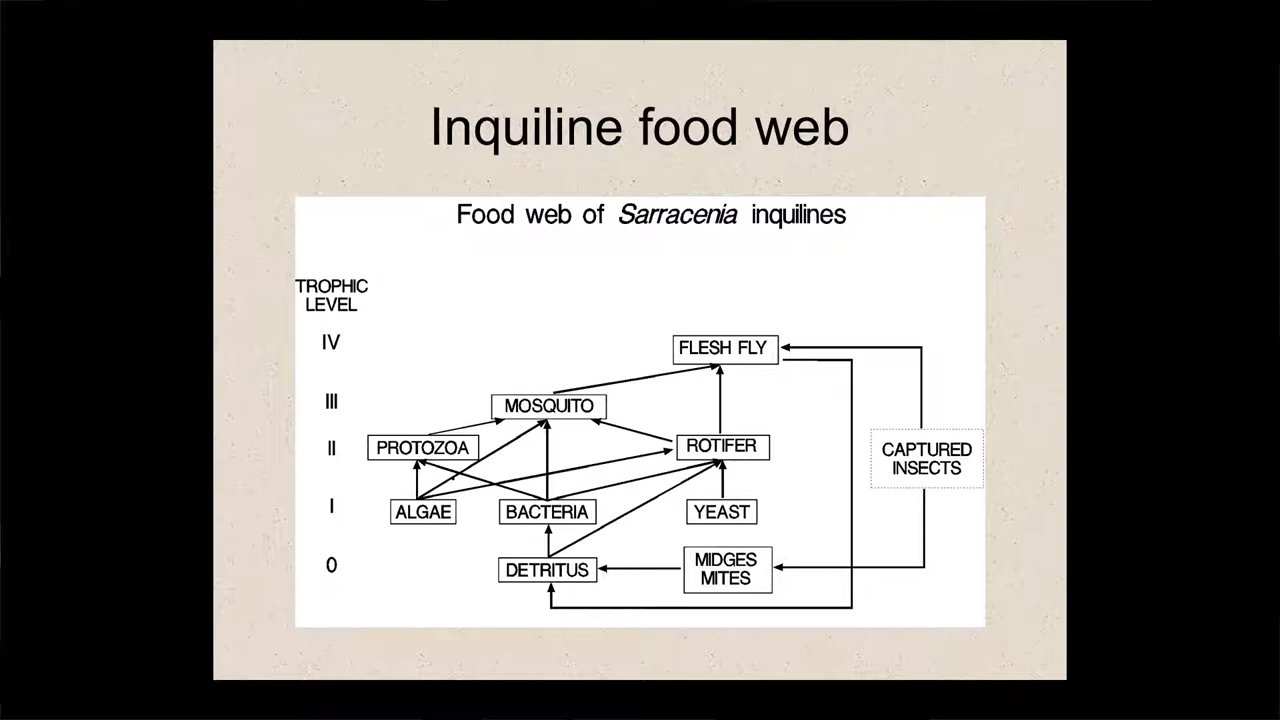 Inquiline food web
Food web of Sarracenia inquilines
TROPHIC
LEVEL
IV
FLESH FLY
III
MOSQUITO
II
PROTOZOA
ROTIFER
CAPTURED
INSECTS
I
ALGAE
BACTERIA
YEAST
0
DETRITUS
MIDGES
MITES